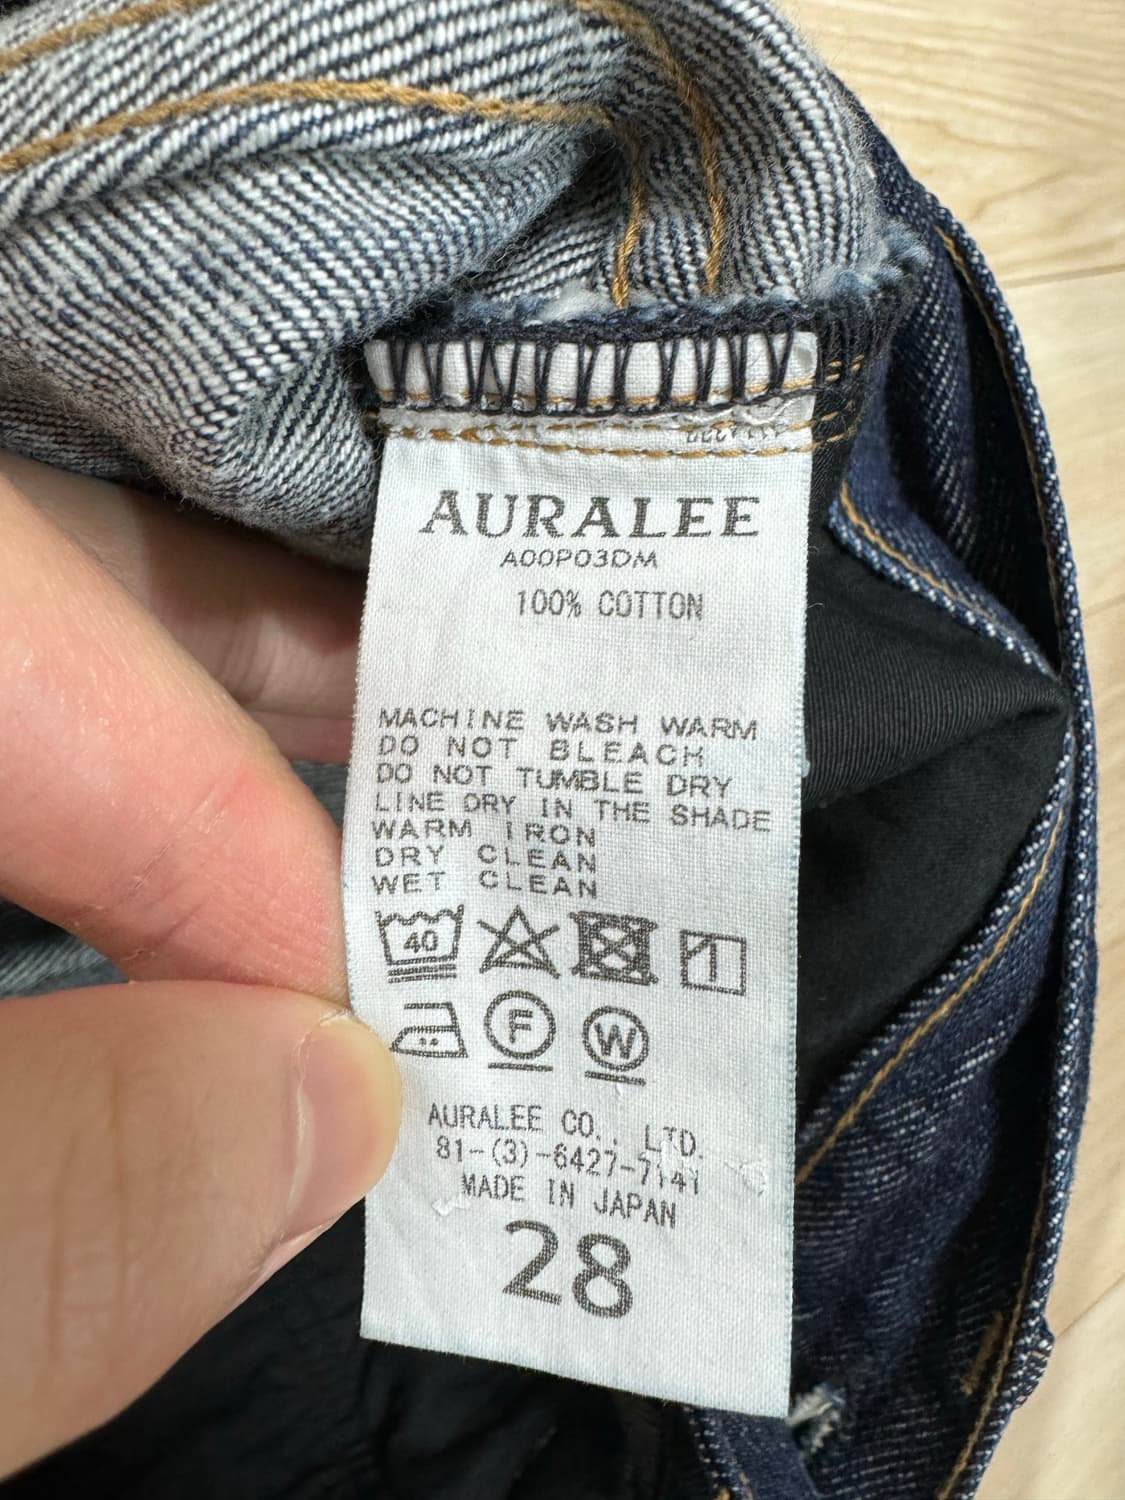 AURALEE
A00P03DM
100% COTTON
MACHINE WASH WARM
DO NOT BLEACH
DO NOT TUMBLE DRY
LINE DRY IN THE SHADE
WARM IRON
DRY CLEAN
WET CLEAN
40
F
W
AURALEE CO., LTD.
81-(3)-6427-7141
MADE IN JAPAN
28